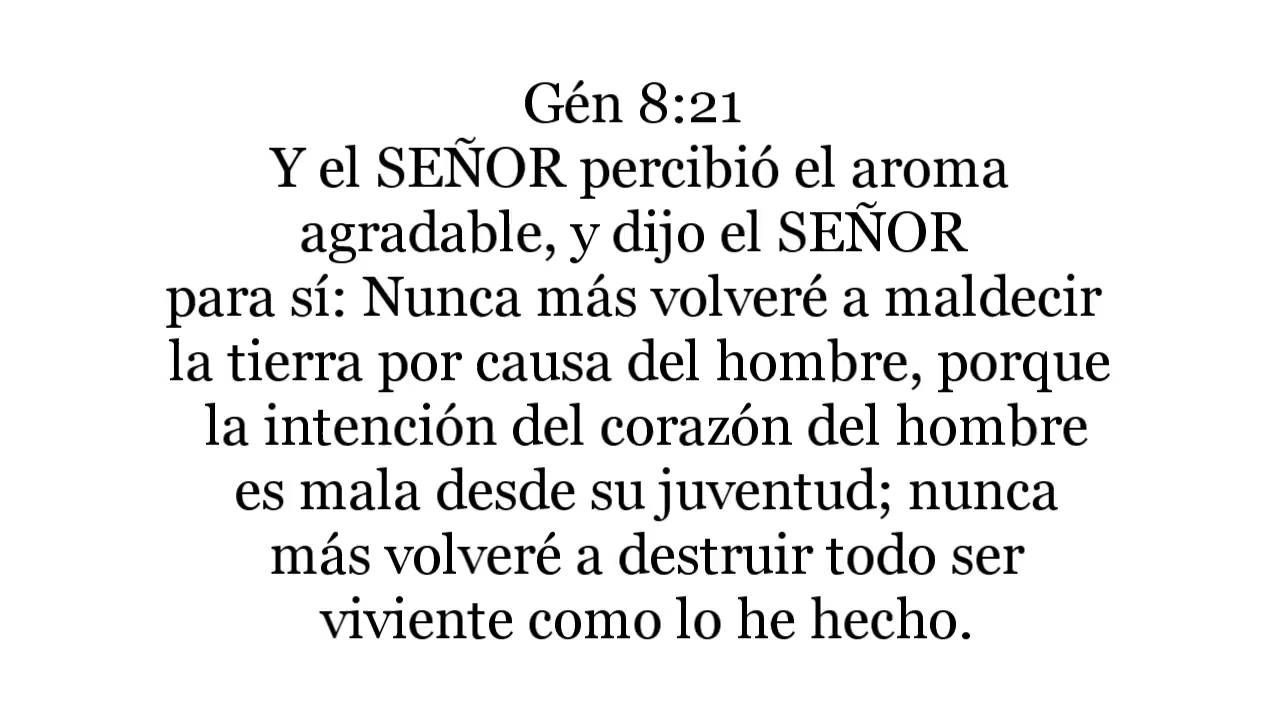 Gén 8:21
Y el SEÑOR percibió el aroma
agradable, y dijo el SEÑOR
para sí: Nunca más volveré a maldecir
la tierra por causa del hombre, porque
la intención del corazón del hombre
es mala desde su juventud; nunca
más volveré a destruir todo ser
viviente como lo he hecho.